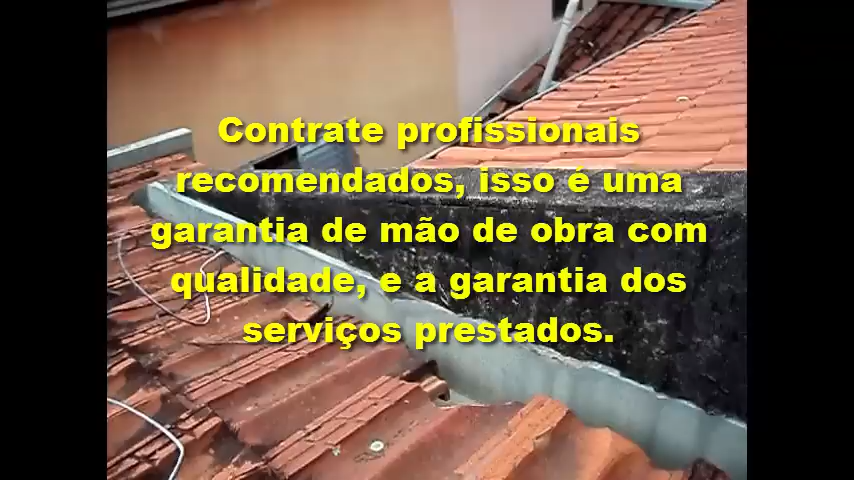 Contrate profissionais
recomendados, isso é uma
garantia de mão de obra com
qualidade, e a garantia dos
serviços prestados.